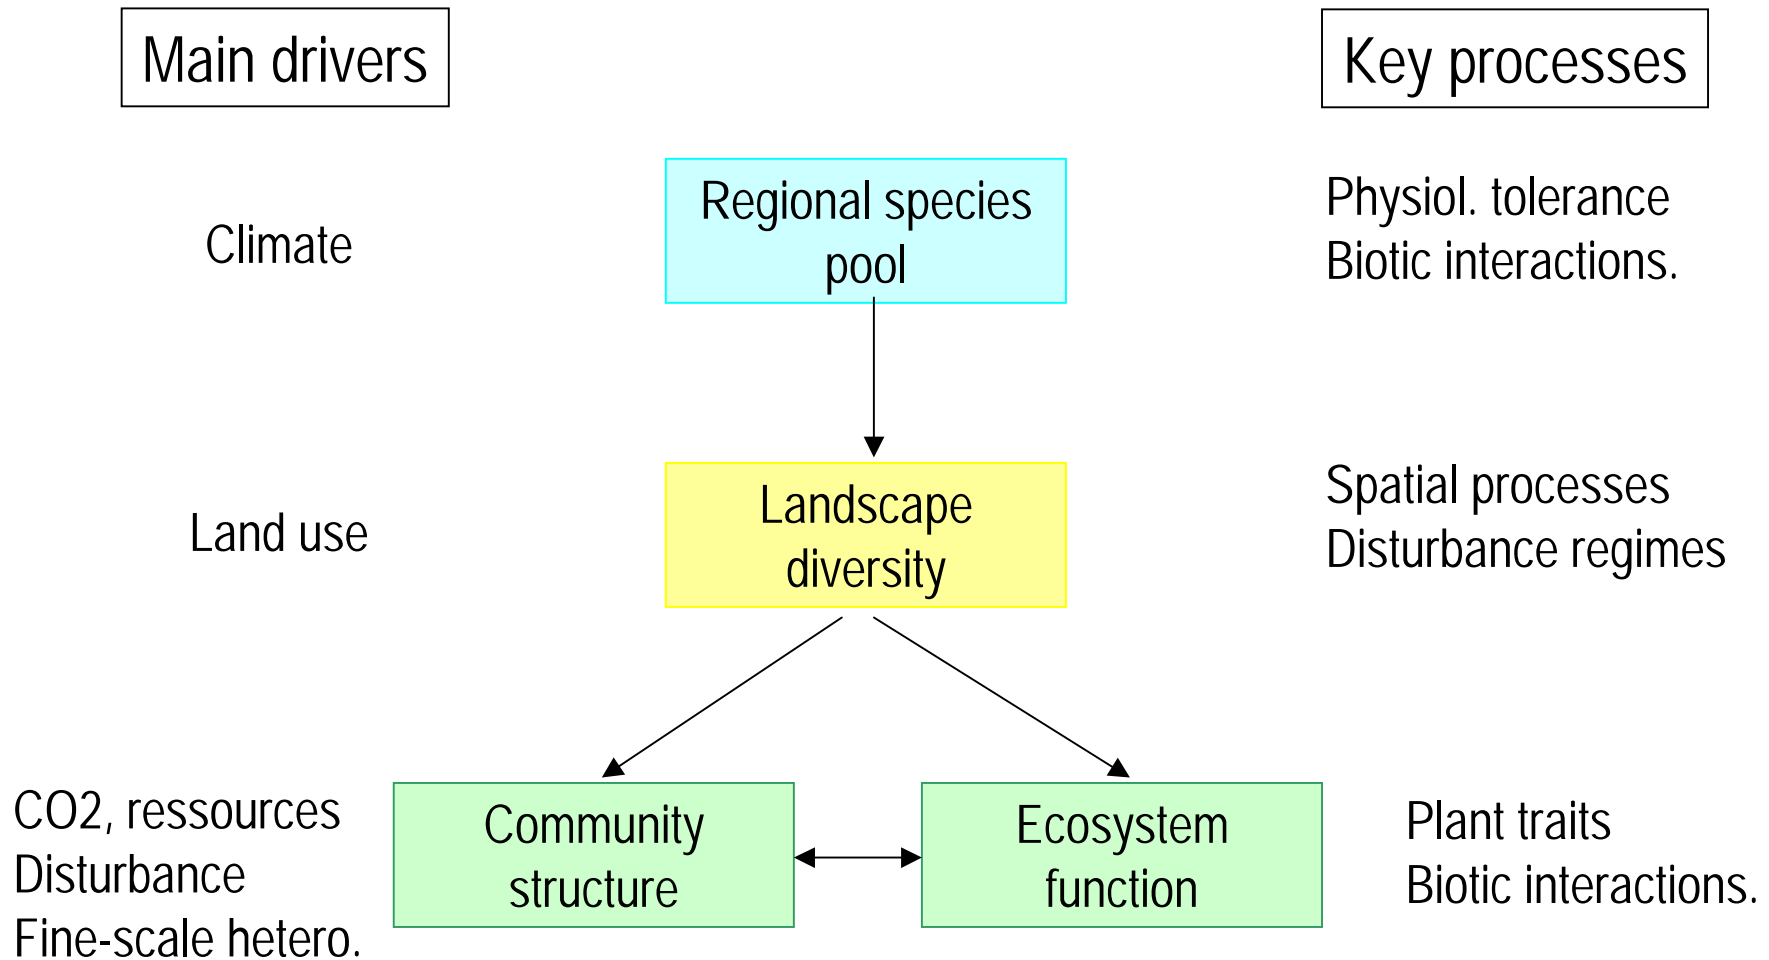 Main drivers
Key processes
Climate
Regional species
pool
Physiol. tolerance
Biotic interactions.
Land use
Landscape
diversity
Spatial processes
Disturbance regimes
CO2, ressources
Disturbance
Fine-scale hetero.
Community
structure
Ecosystem
function
Plant traits
Biotic interactions.